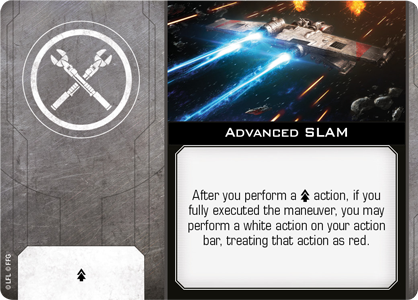 Advanced SLAM
After you perform a action, if you
fully executed the maneuver, you may
perform a white action on your action
bar, treating that action as red.
©LFL ©FFG